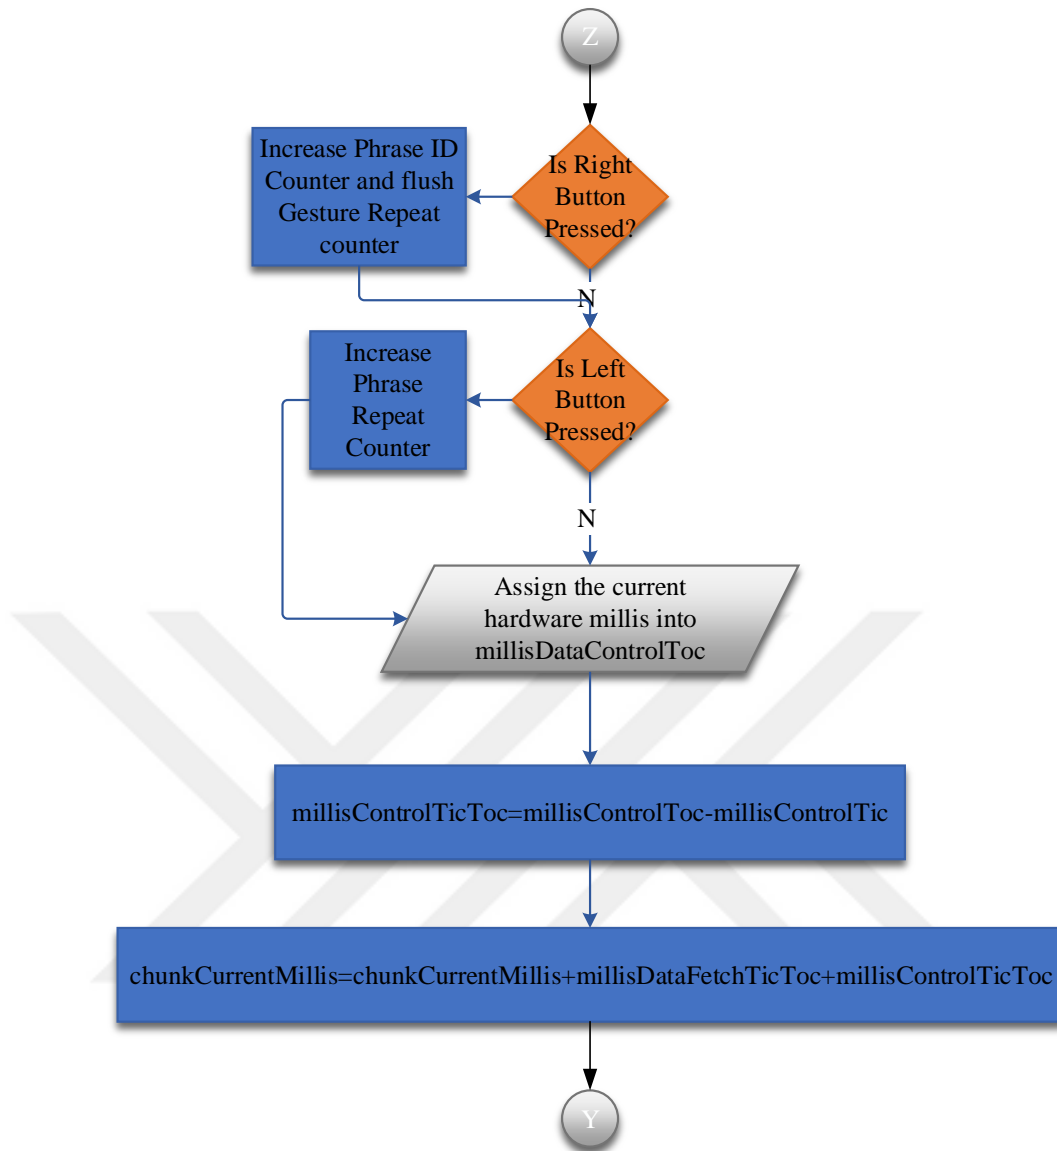 Z
Is Right
Button
Pressed?
Increase Phrase ID
Counter and flush
Gesture Repeat
counter
N
Is Left
Button
Pressed?
Increase
Phrase
Repeat
Counter
N
Assign the current
hardware millis into
millisDataControlToc
millisControlTicToc=millisControlToc-millisControlTic
chunkCurrentMillis=chunkCurrentMillis+millisDataFetchTicToc+millisControlTicToc
Y